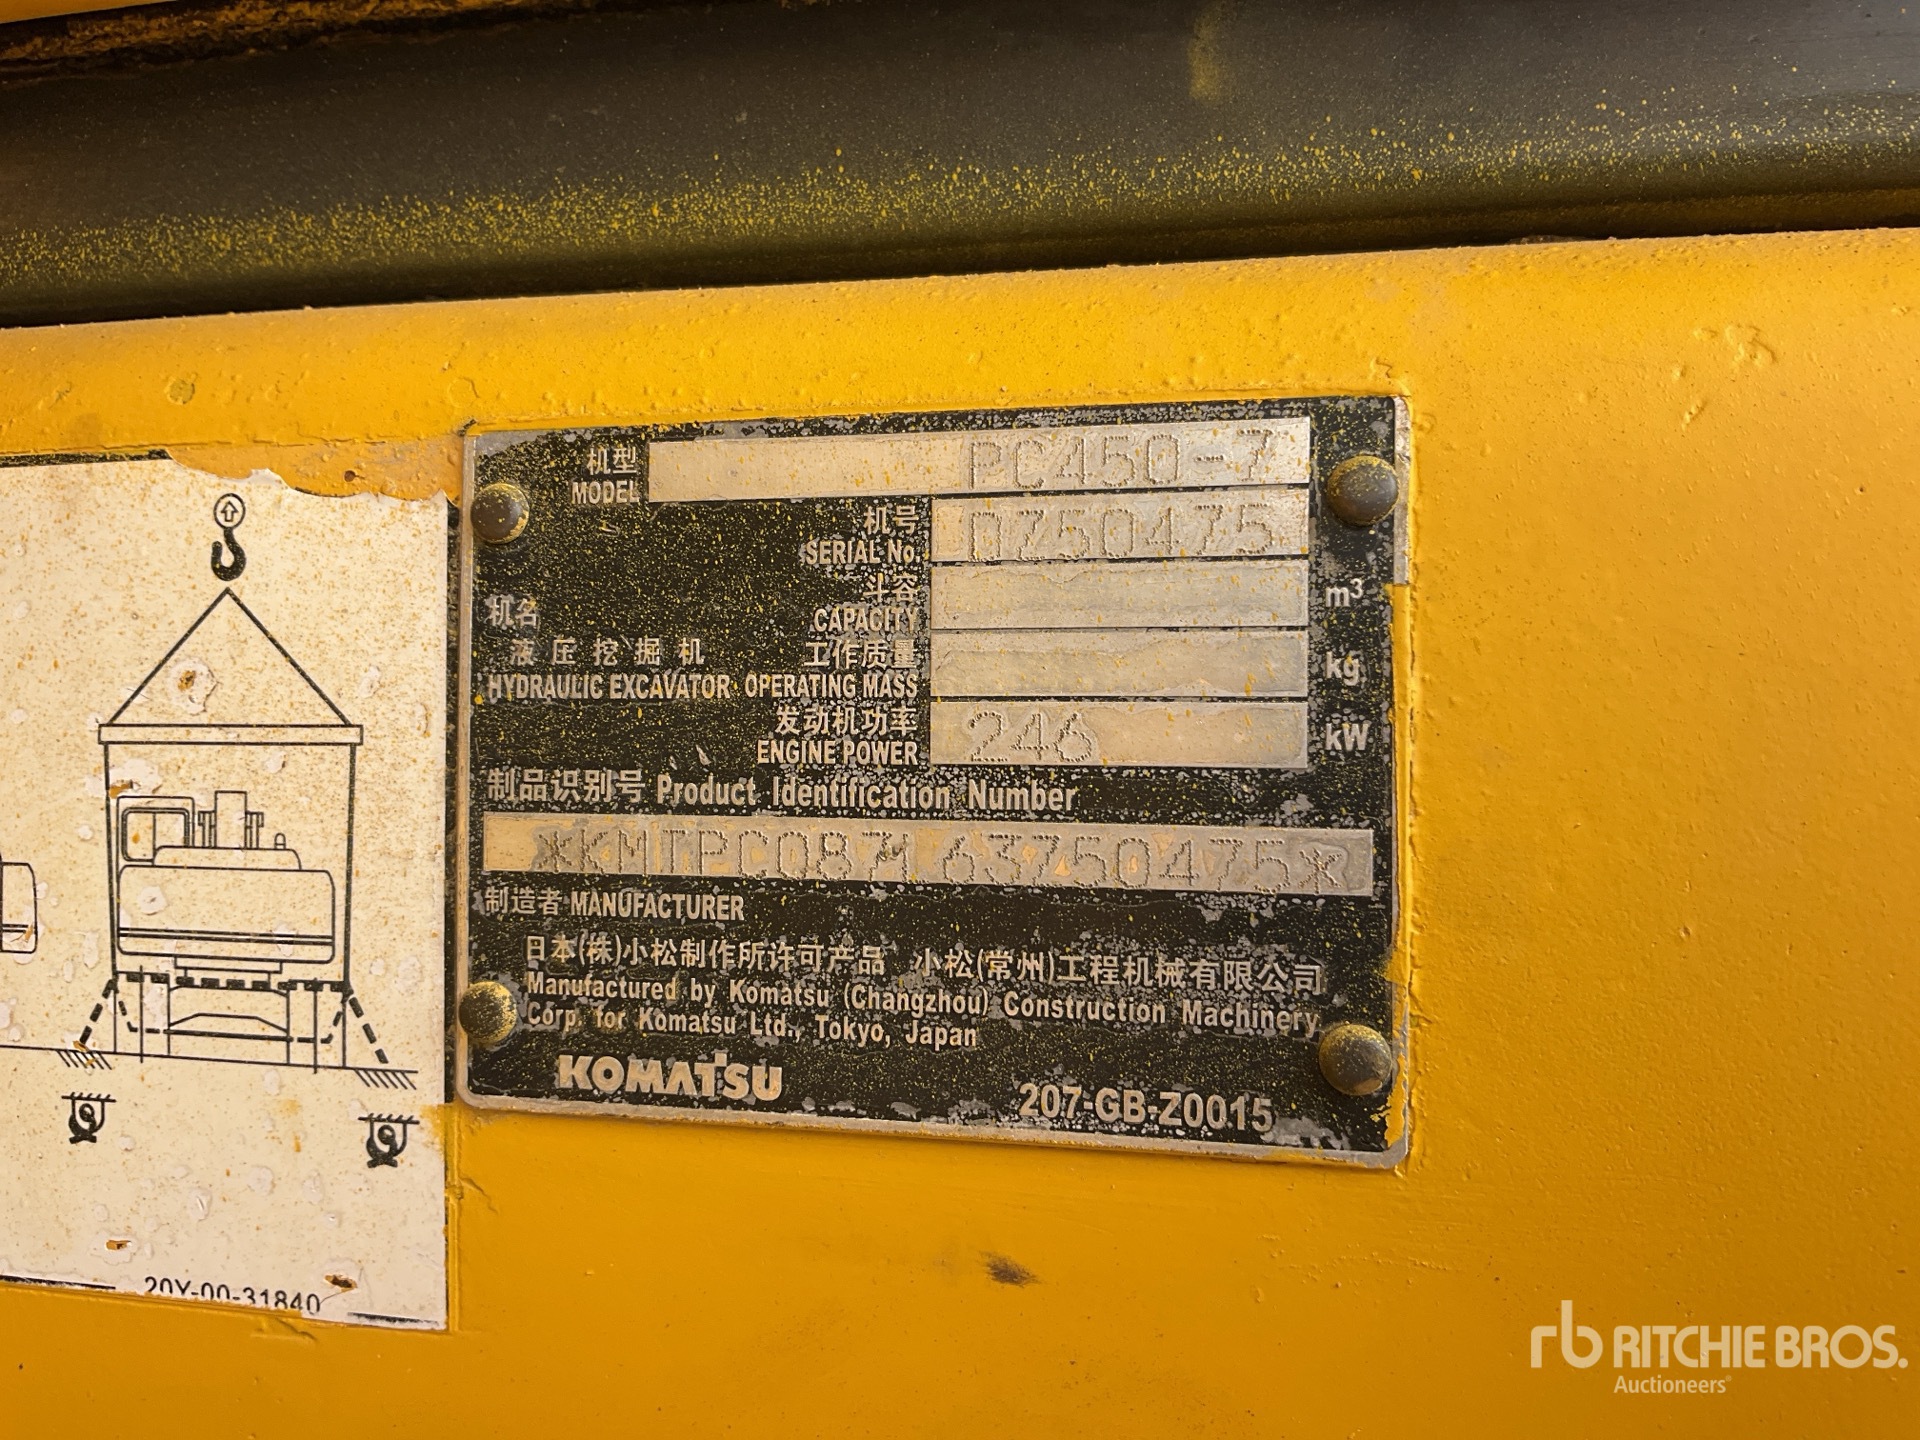 机型
MODEL PC450-7
机号
SERIAL No. DZ50475
斗容
CAPACITY m³
机名
液压挖掘机
HYDRAULIC EXCAVATOR
工作质量
OPERATING MASS kg
发动机功率
ENGINE POWER 246 kW
制品识别号 Product Identification Number
*KMTPC087 63750475*
制造者 MANUFACTURER
日本(株)小松制作所许可产品 小松(常州)工程机械有限公司
Manufactured by Komatsu (Changzhou) Construction Machinery
Corp. for Komatsu Ltd., Tokyo, Japan
KOMATSU
207-GB-Z0015
20Y-00-31840
rb RITCHIE BROS.
Auctioneers